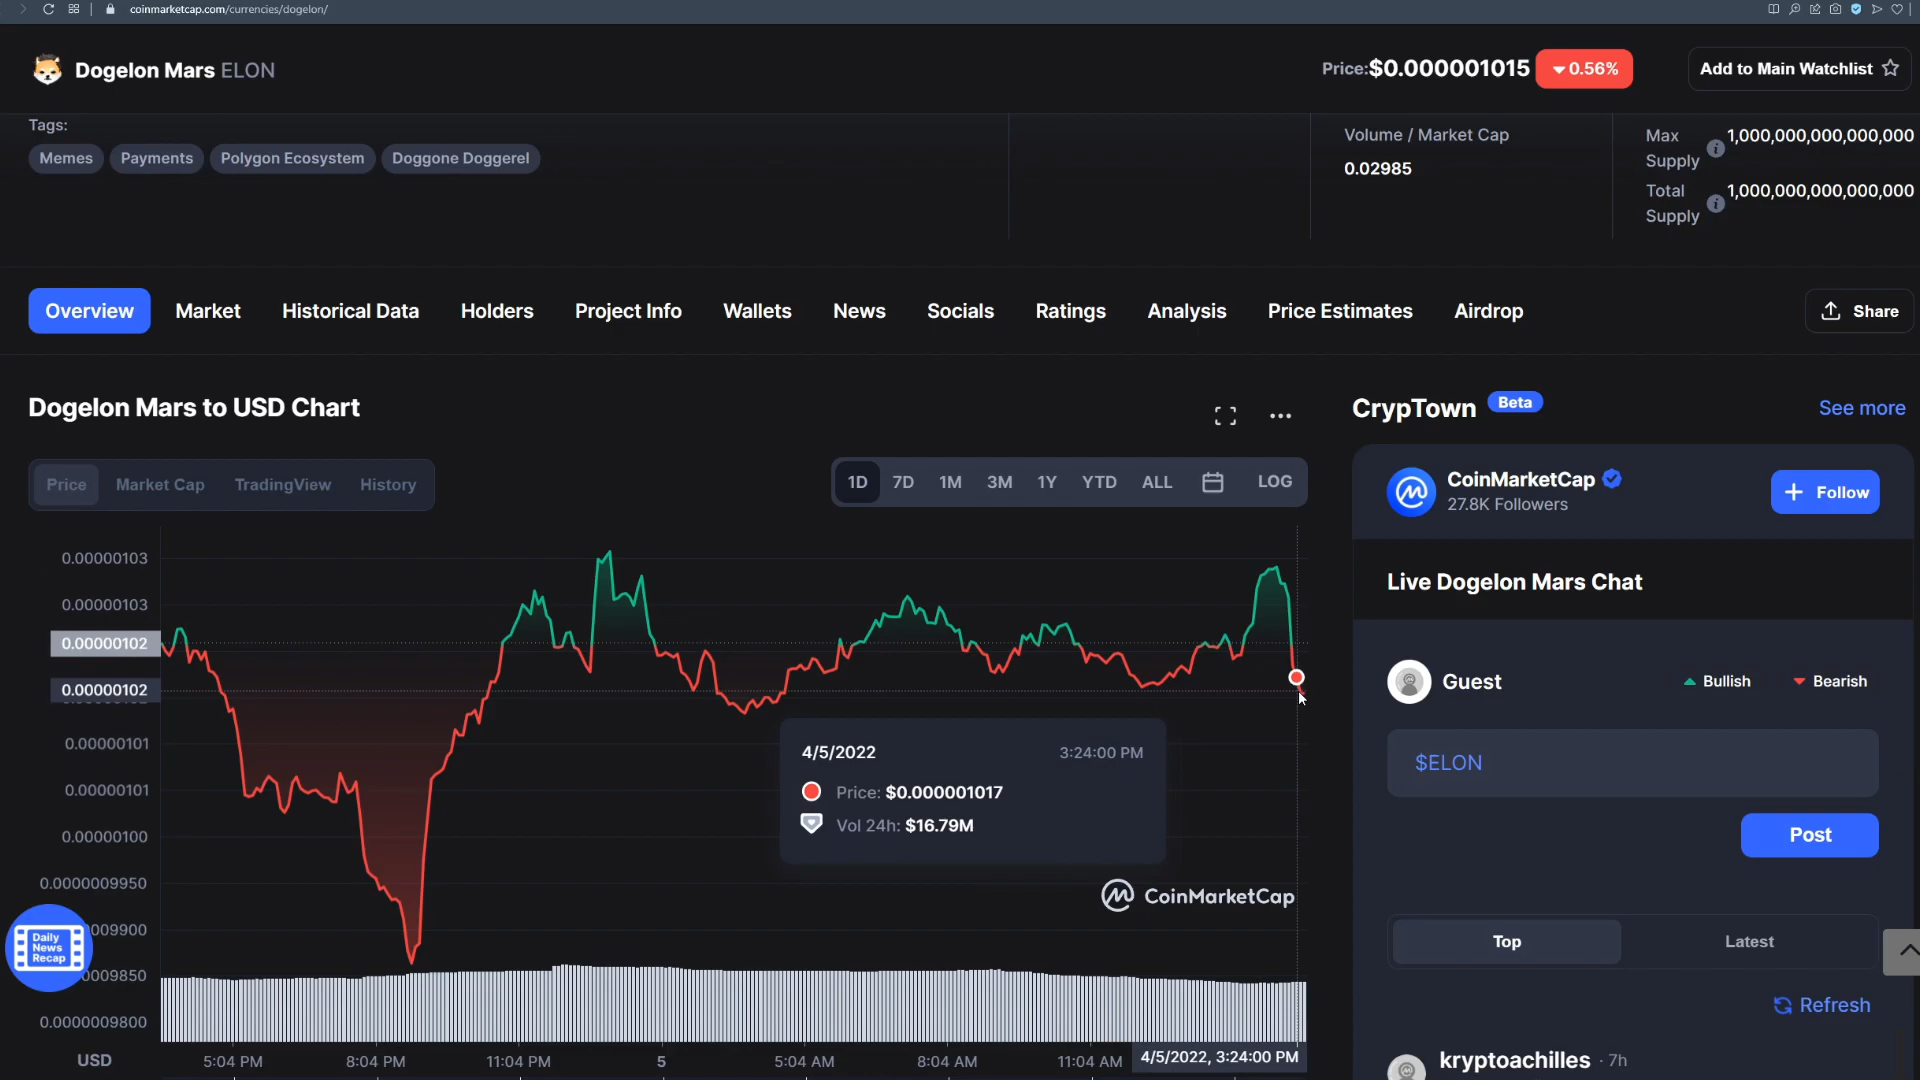 coinmarketcap.com/currencies/dogelon/
Dogelon Mars ELON
Price:$0.000001015
0.56%
Add to Main Watchlist
Tags:
Memes
Payments
Polygon Ecosystem
Doggone Doggerel
Volume / Market Cap
0.02985
Max Supply
1,000,000,000,000,000
Total Supply
1,000,000,000,000,000
Overview
Market
Historical Data
Holders
Project Info
Wallets
News
Socials
Ratings
Analysis
Price Estimates
Airdrop
Share
Dogelon Mars to USD Chart
Price
Market Cap
TradingView
History
1D
7D
1M
3M
1Y
YTD
ALL
LOG
0.00000103
0.00000103
0.00000102
0.00000102
0.00000101
0.00000101
0.00000100
0.0000009950
009900
009850
0.0000009800
4/5/2022
3:24:00 PM
Price: $0.000001017
Vol 24h: $16.79M
CoinMarketCap
Daily
News
Recap
USD
5:04 PM
8:04 PM
11:04 PM
5
5:04 AM
8:04 AM
11:04 AM
4/5/2022, 3:24:00 PM
CrypTown
Beta
See more
CoinMarketCap
27.8K Followers
+ Follow
Live Dogelon Mars Chat
Guest
Bullish
Bearish
$ELON
Post
Top
Latest
Refresh
kryptoachilles · 7h